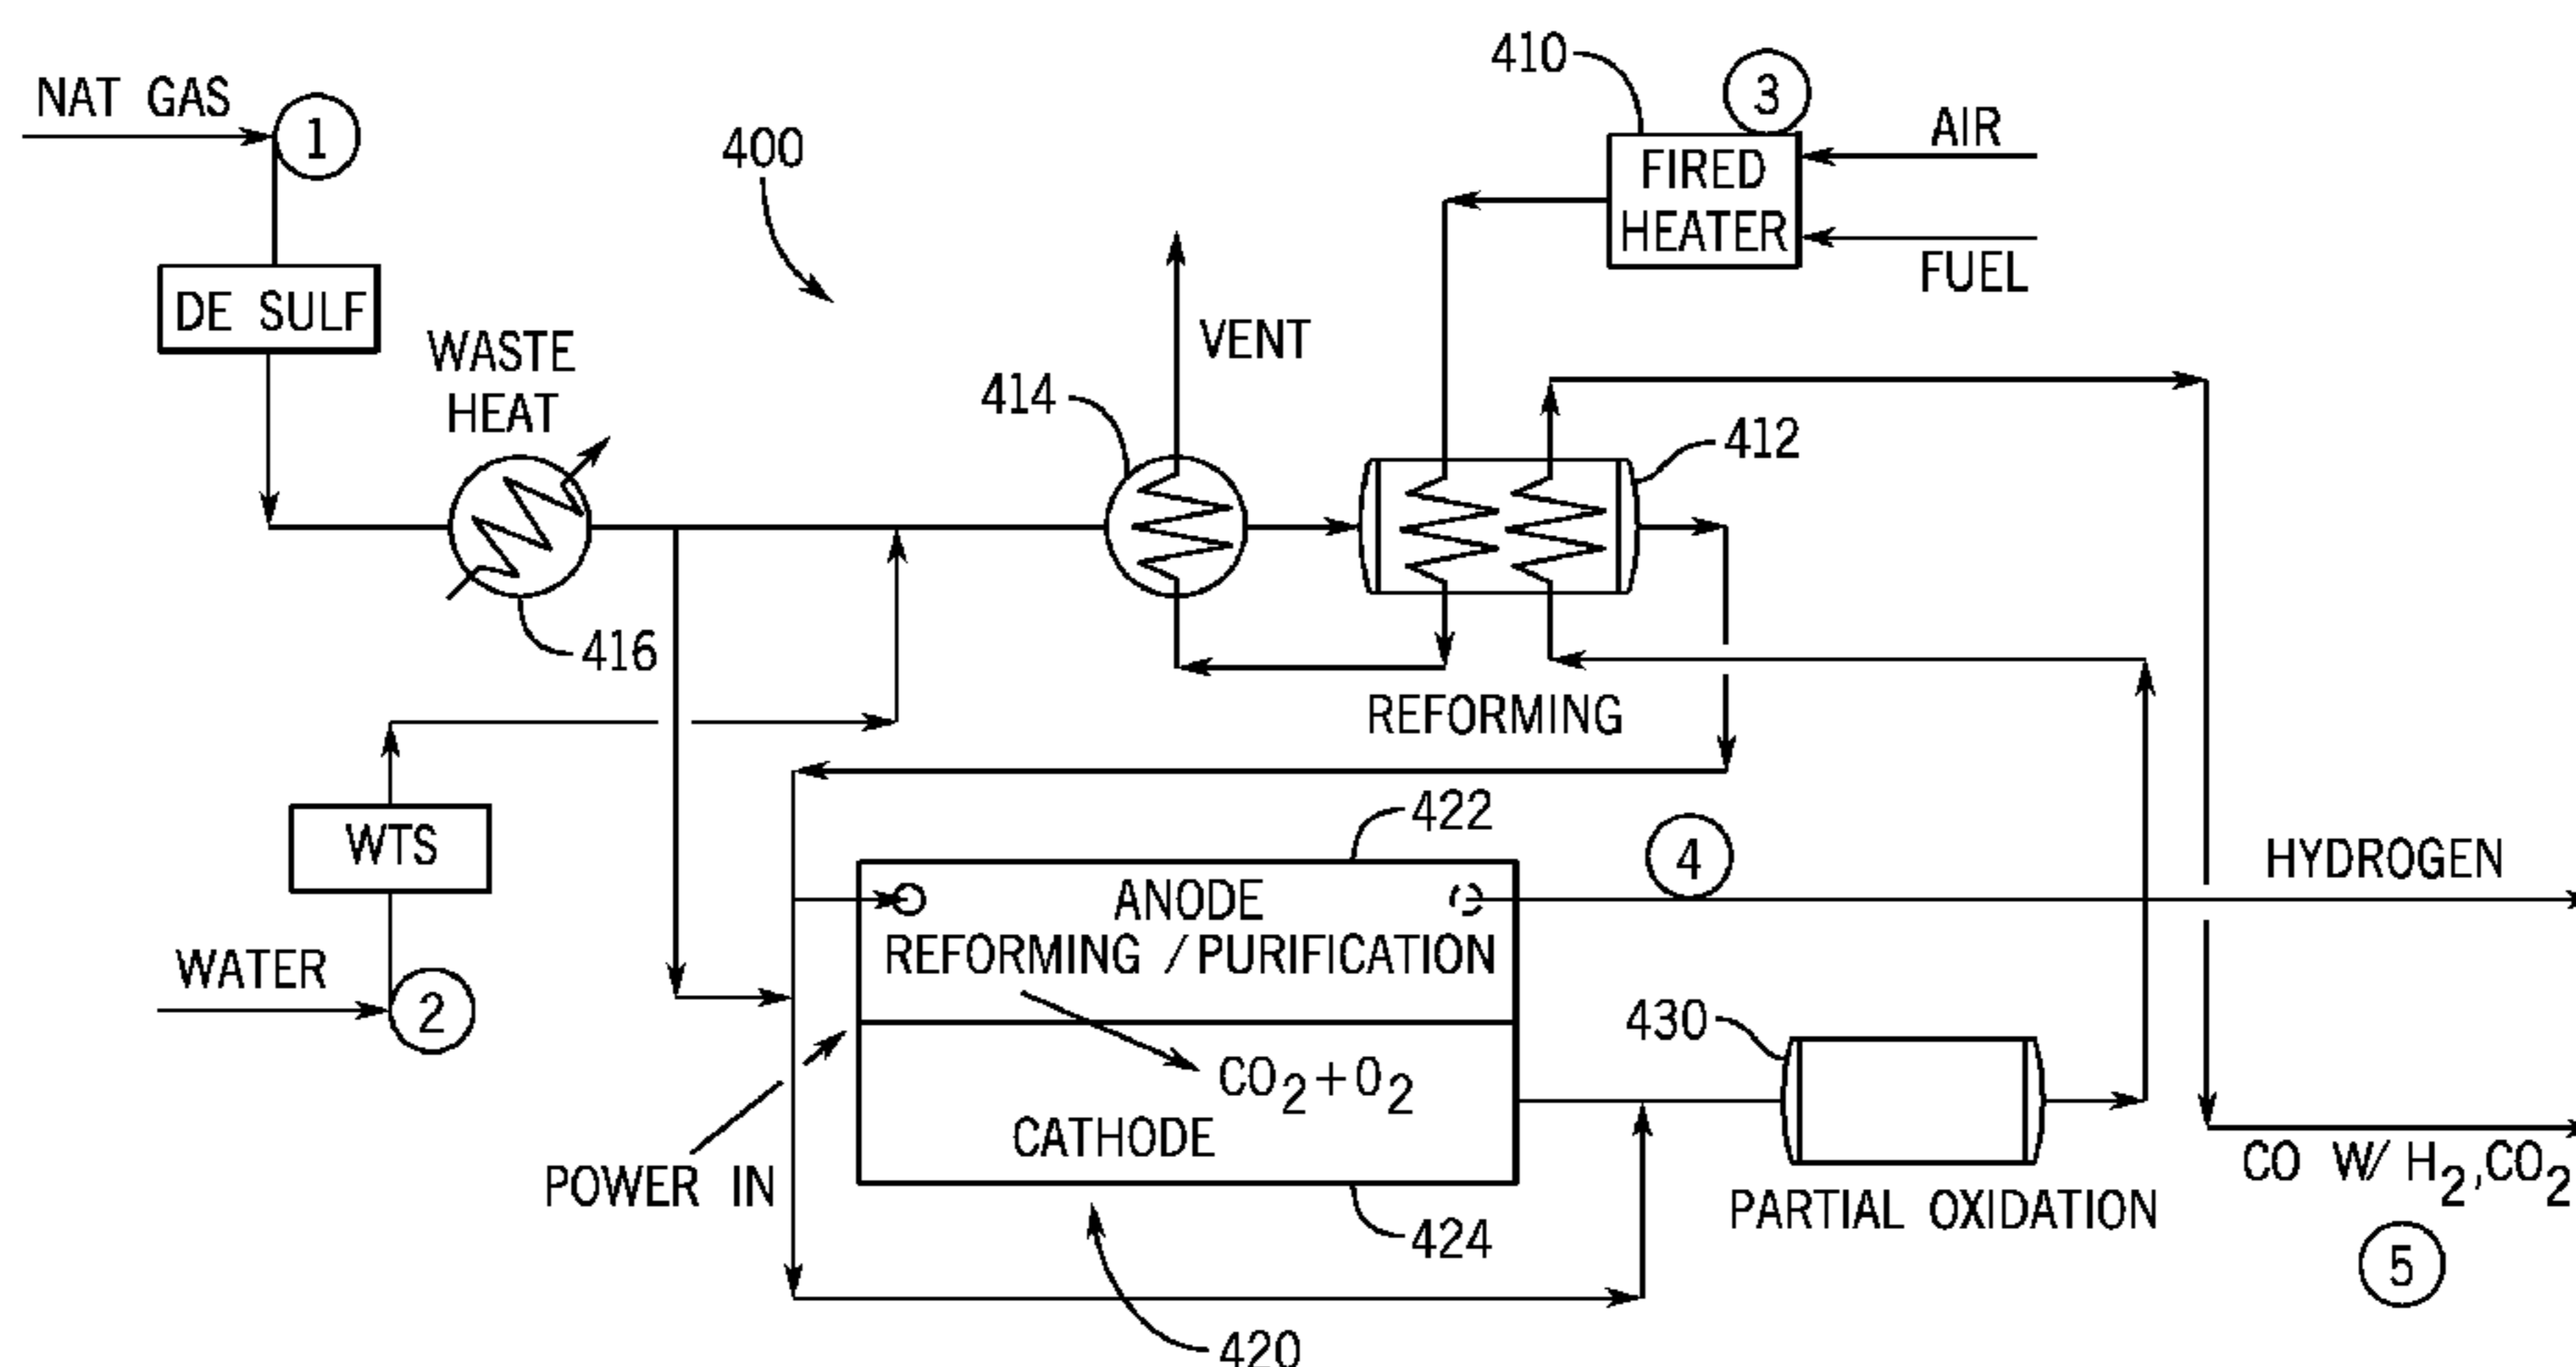 410
3
NAT GAS
1
AIR
FIRED
HEATER
FUEL
400
DE SULF
WASTE
HEAT
VENT
414
412
416
REFORMING
WTS
422
4
HYDROGEN
ANODE
REFORMING / PURIFICATION
WATER
2
430
CO2+O2
CATHODE
POWER IN
CO W/ H2,CO2
PARTIAL OXIDATION
424
5
420